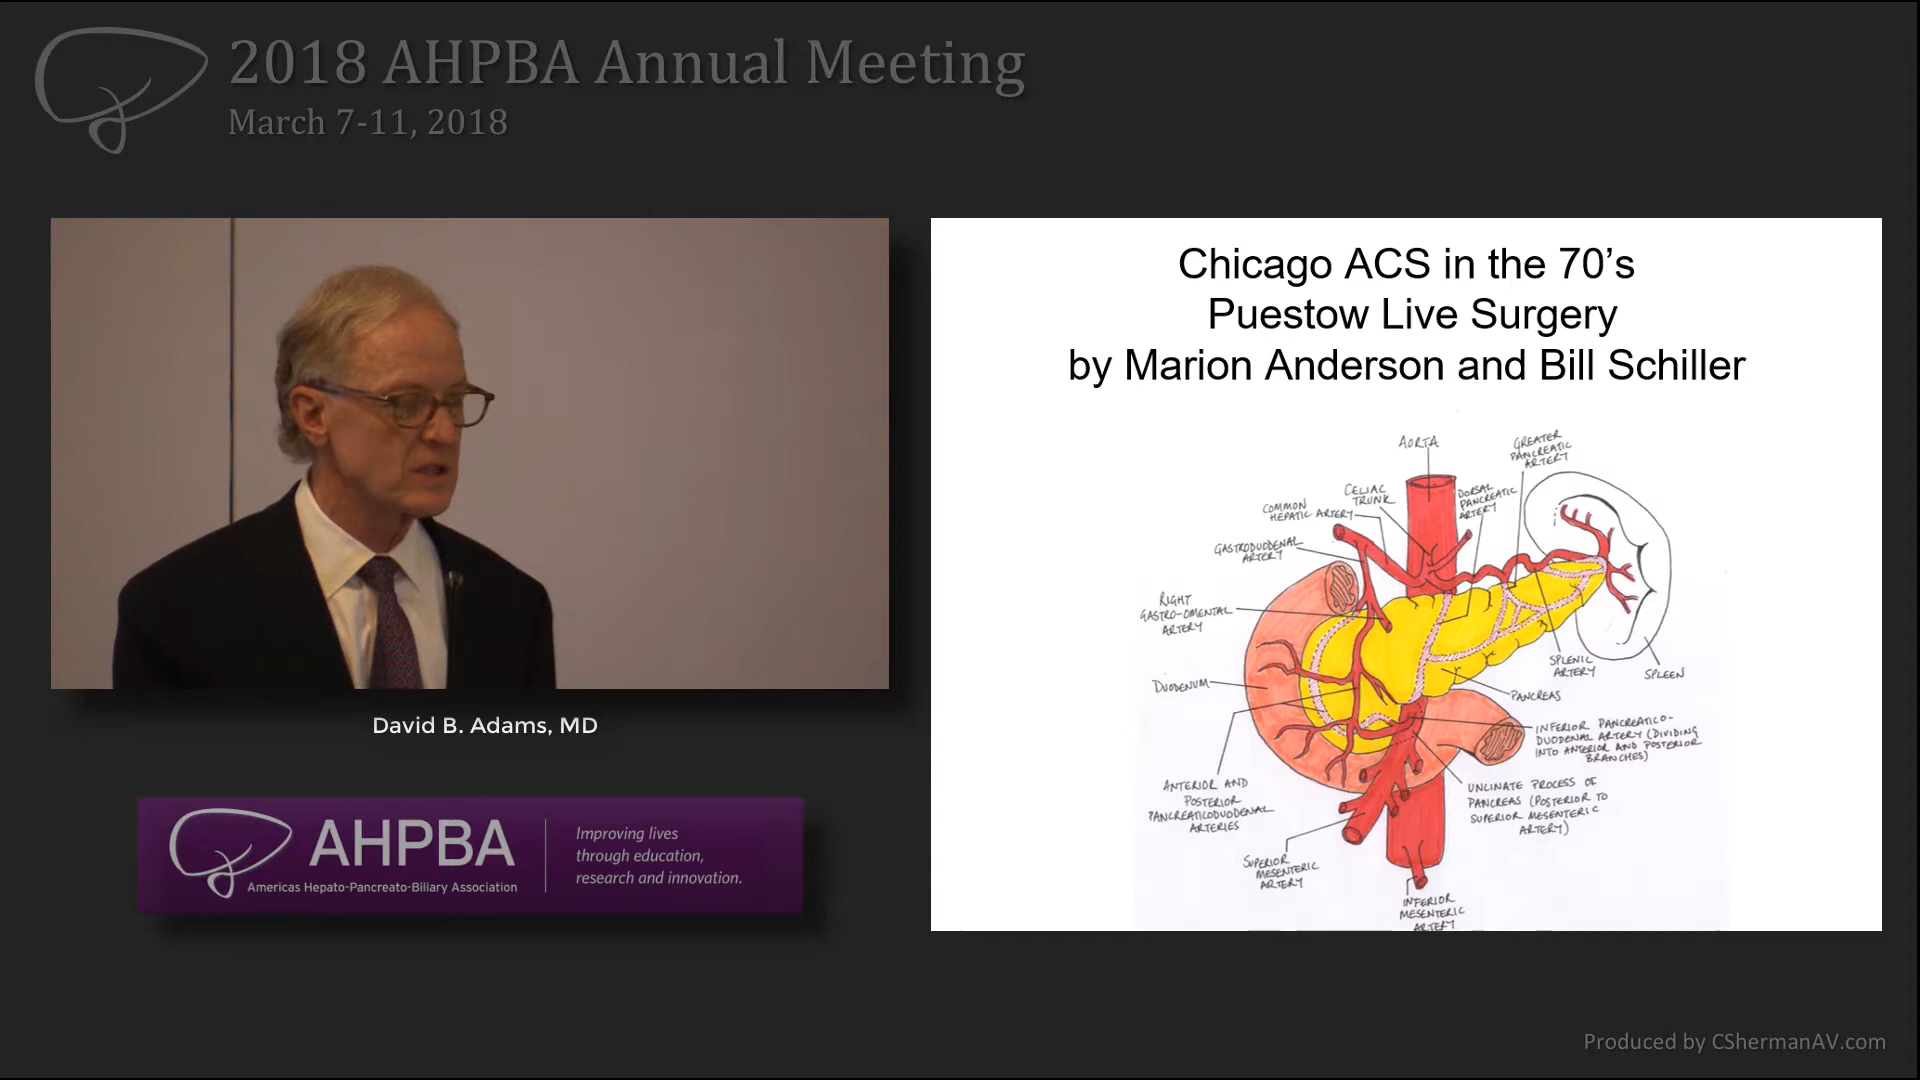 2018 AHPBA Annual Meeting
March 7-11, 2018
David B. Adams, MD
AHPBA
Americas Hepato-Pancreato-Biliary Association
Improving lives
through education,
research and innovation.
Chicago ACS in the 70's
Puestow Live Surgery
by Marion Anderson and Bill Schiller
AORTA
GREATER
PANCREATIC
ARTERY
CELIAC
TRUNK
DORSAL
PANCREATIC
ARTERY
COMMON
HEPATIC ARTERY
GASTRODUODENAL
ARTERY
RIGHT
GASTRO-OMENTAL
ARTERY
DUODENUM
SPLENIC
ARTERY
SPLEEN
PANCREAS
INFERIOR PANCREATICO-
DUODENAL ARTERY (DIVIDING
INTO ANTERIOR AND POSTERIOR
BRANCHES)
ANTERIOR AND
POSTERIOR
PANCREATICODUODENAL
ARTERIES
UNCINATE PROCESS OF
PANCREAS (POSTERIOR TO
SUPERIOR MESENTERIC
ARTERY)
SUPERIOR
MESENTERIC
ARTERY
INFERIOR
MESENTERIC
ARTERY
Produced by CShermanAV.com